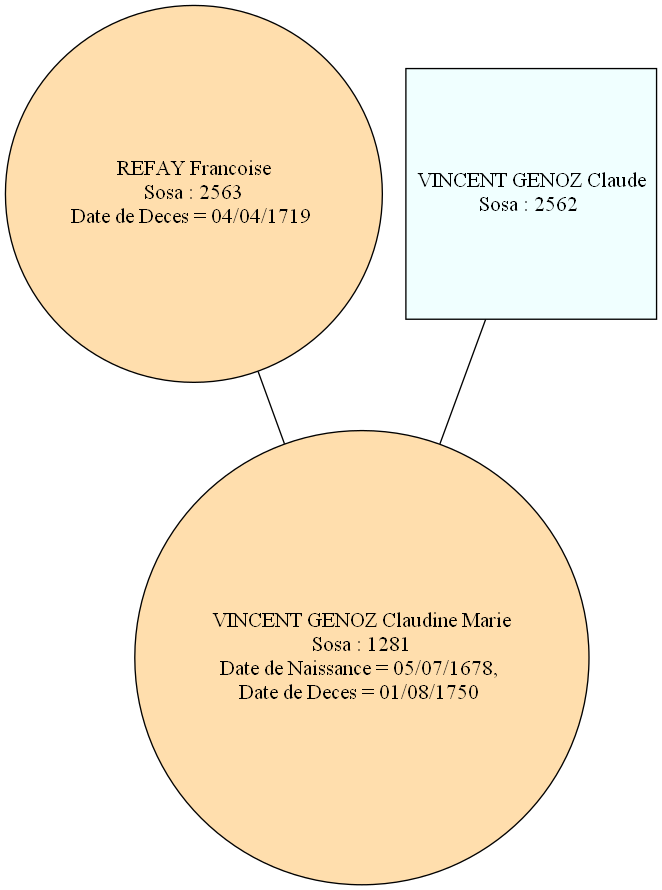 REFAY Francoise
Sosa : 2563
Date de Deces = 04/04/1719
VINCENT GENOZ Claude
Sosa : 2562
VINCENT GENOZ Claudine Marie
Sosa : 1281
Date de Naissance = 05/07/1678,
Date de Deces = 01/08/1750